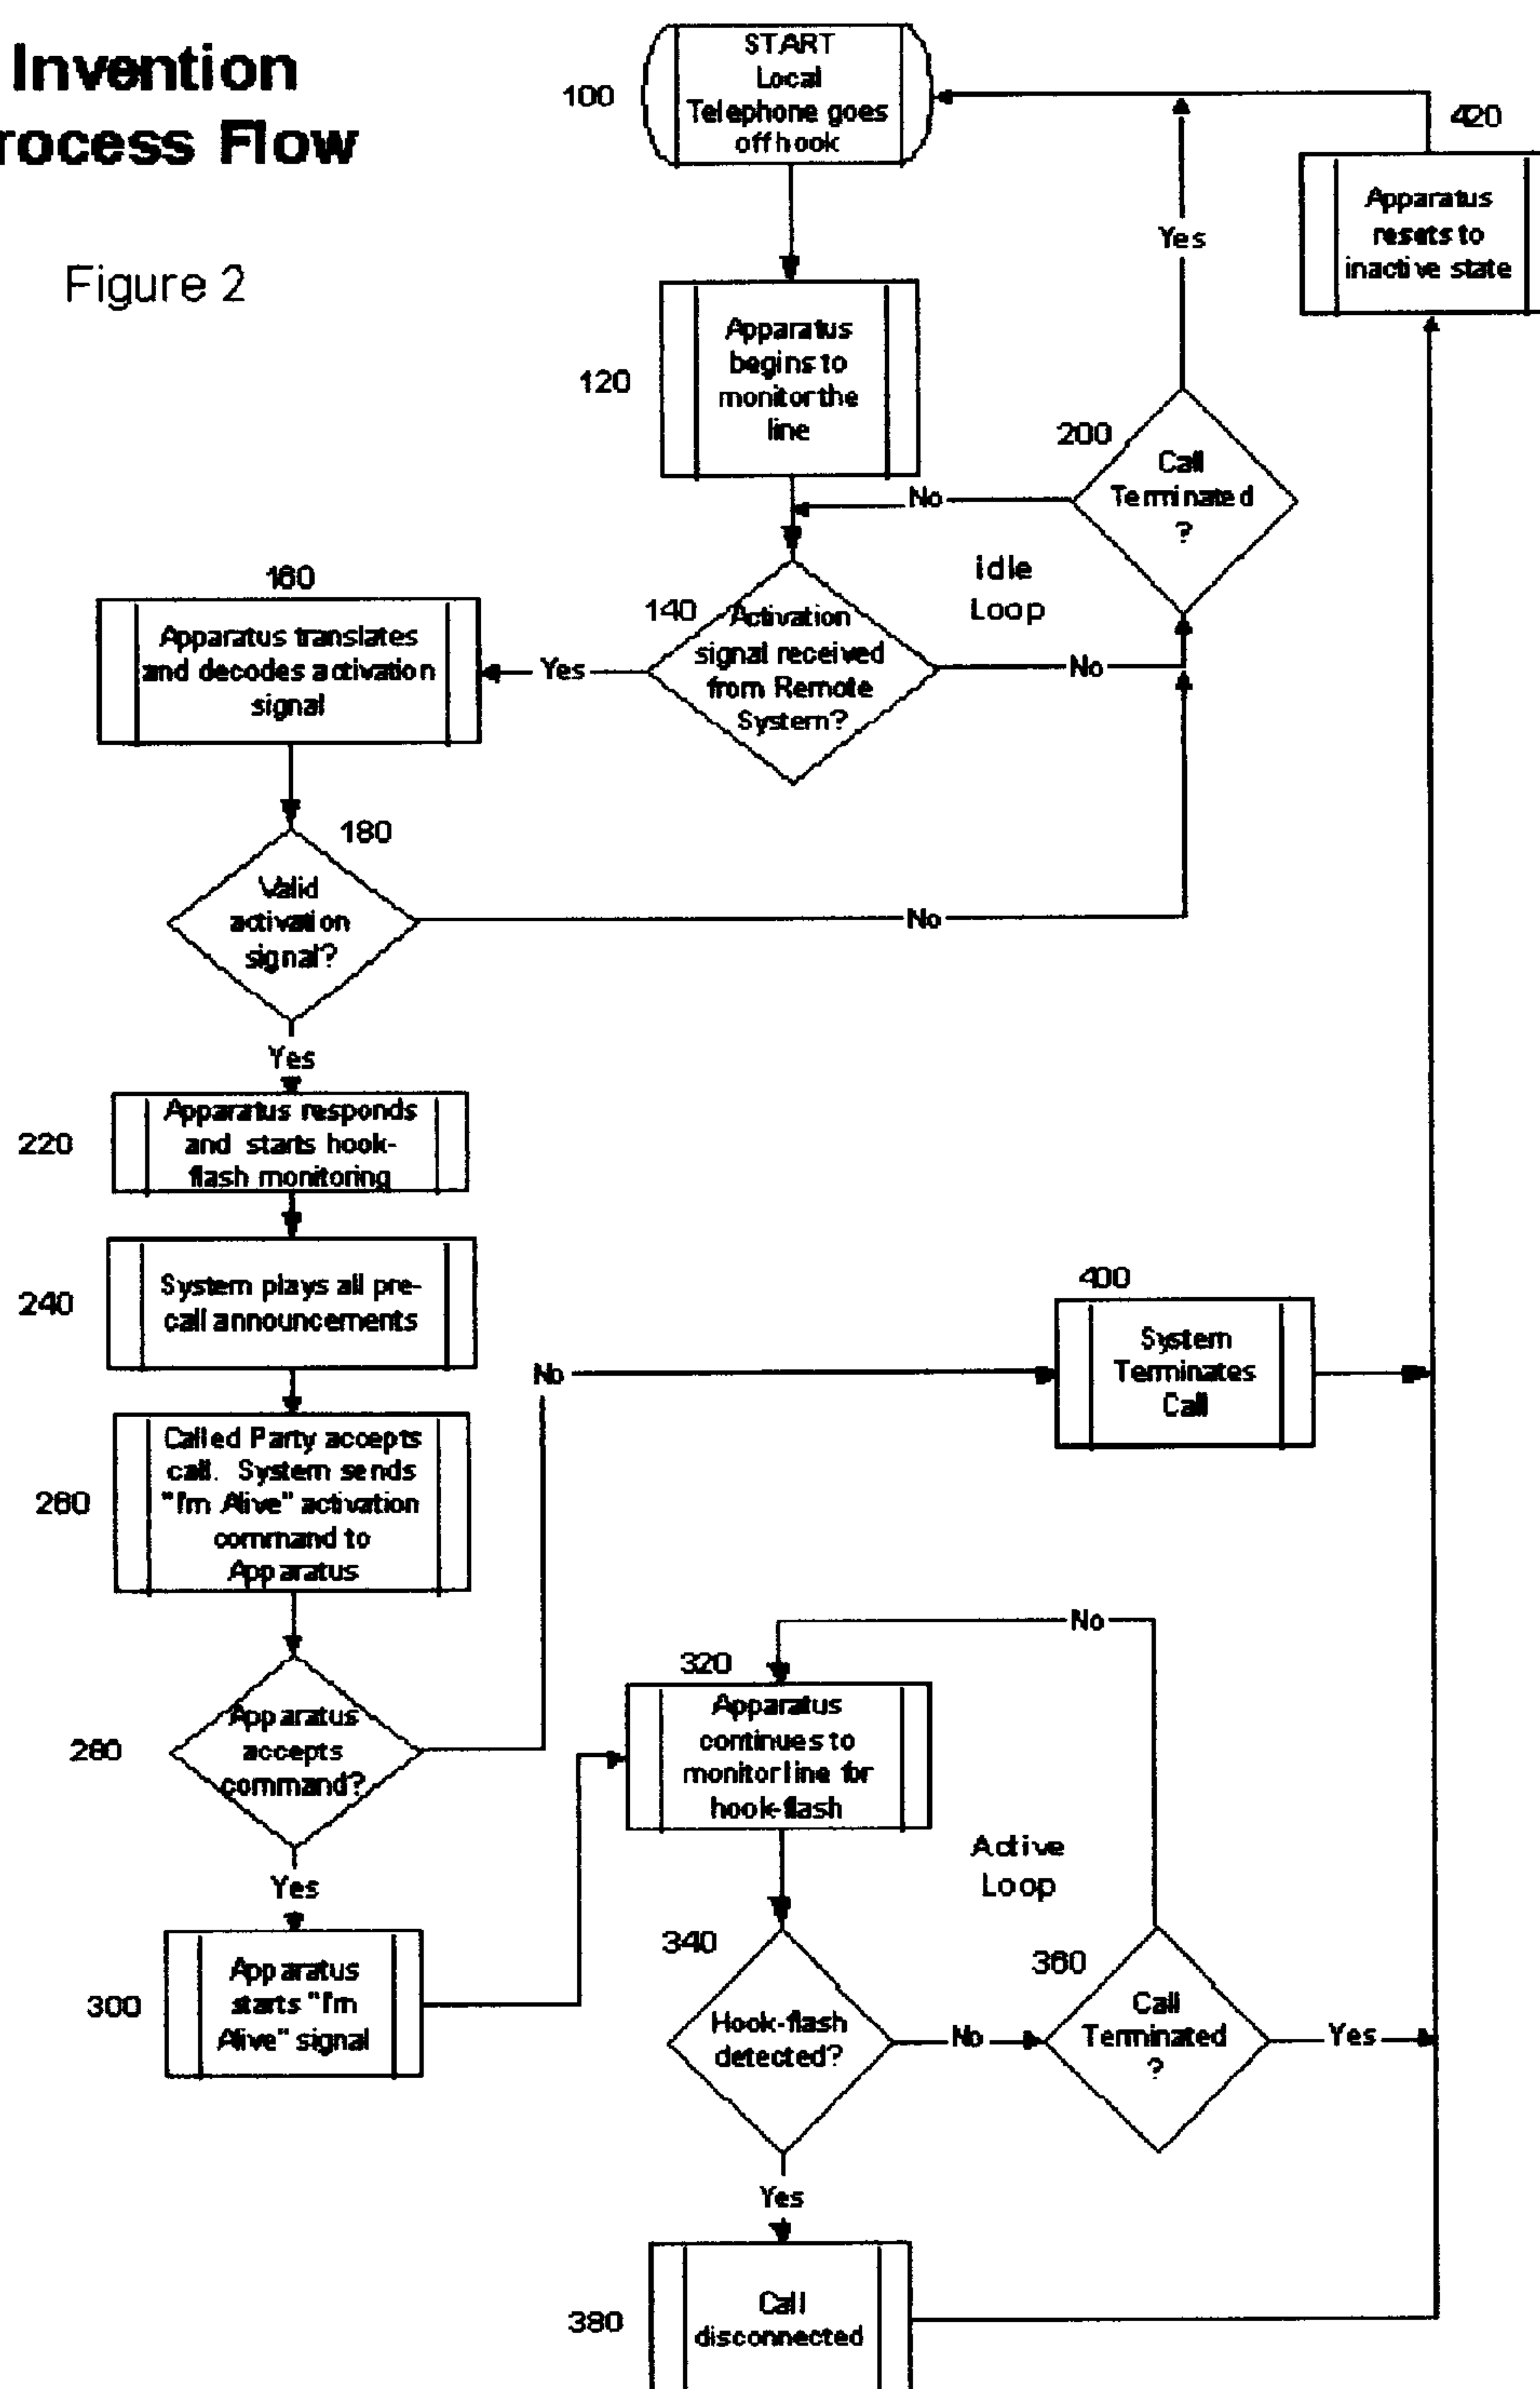 Invention
rocess Flow
Figure 2
100
START
Local
Telephone goes
off hook
420
Apparatus
resets to
inactive state
Yes
120
Apparatus
begins to
monitor the
line
200
Call
Terminated
?
No
Idle
Loop
140
Activation
signal received
from Remote
System?
No
Yes
160
Apparatus translates
and decodes activation
signal
180
Valid
activation
signal?
No
Yes
220
Apparatus responds
and starts hook-
flash monitoring
240
System plays all pre-
call announcements
No
400
System
Terminates
Call
260
Called Party accepts
call. System sends
"I'm Alive" activation
command to
Apparatus
280
Apparatus
accepts
command?
Yes
300
Apparatus
starts "I'm
Alive" signal
No
320
Apparatus
continues to
monitor line for
hook-flash
Active
Loop
340
Hook-flash
detected?
No
360
Call
Terminated
?
Yes
Yes
380
Call
disconnected